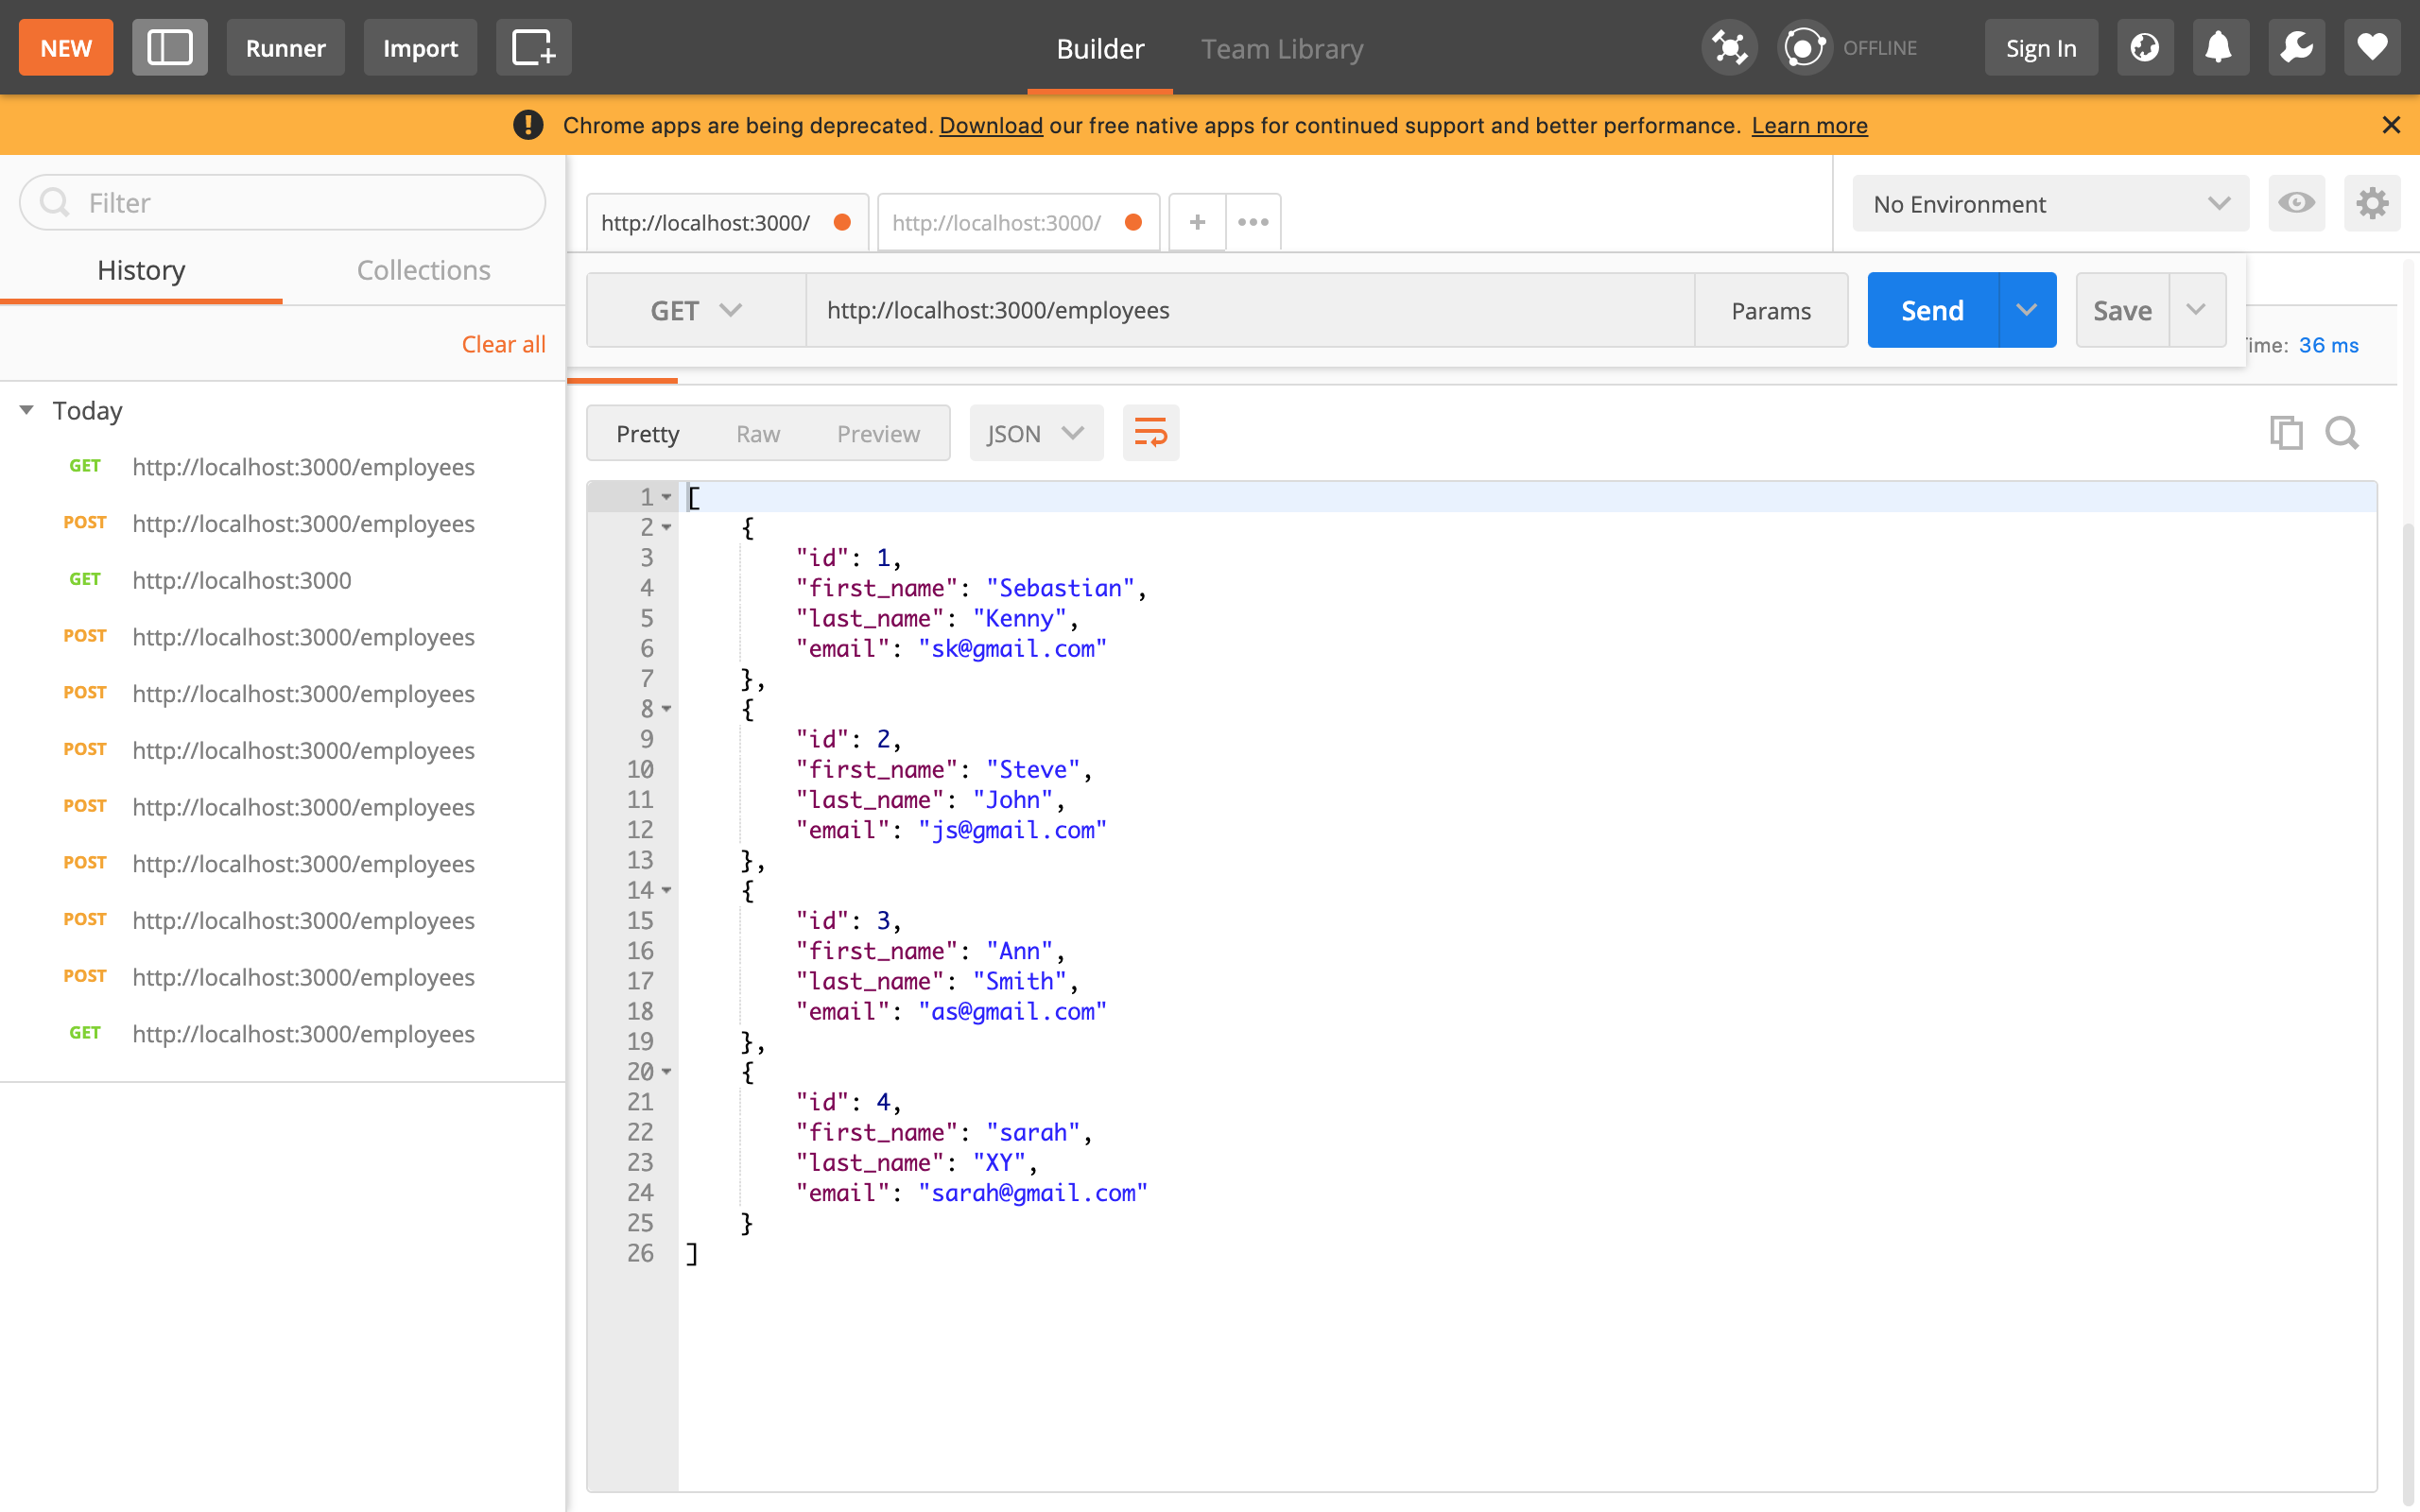 NEW
Runner
Import
Builder
Team Library
OFFLINE
Sign In
Chrome apps are being deprecated. Download our free native apps for continued support and better performance. Learn more
Filter
History
Collections
Clear all
Today
GET http://localhost:3000/employees
POST http://localhost:3000/employees
GET http://localhost:3000
POST http://localhost:3000/employees
POST http://localhost:3000/employees
POST http://localhost:3000/employees
POST http://localhost:3000/employees
POST http://localhost:3000/employees
POST http://localhost:3000/employees
POST http://localhost:3000/employees
GET http://localhost:3000/employees
http://localhost:3000/
http://localhost:3000/
+
•••
No Environment
GET
http://localhost:3000/employees
Params
Send
Save
ime: 36 ms
Pretty
Raw
Preview
JSON
1 [
2 {
3 "id": 1,
4 "first_name": "Sebastian",
5 "last_name": "Kenny",
6 "email": "sk@gmail.com"
7 },
8 {
9 "id": 2,
10 "first_name": "Steve",
11 "last_name": "John",
12 "email": "js@gmail.com"
13 },
14 {
15 "id": 3,
16 "first_name": "Ann",
17 "last_name": "Smith",
18 "email": "as@gmail.com"
19 },
20 {
21 "id": 4,
22 "first_name": "sarah",
23 "last_name": "XY",
24 "email": "sarah@gmail.com"
25 }
26 ]